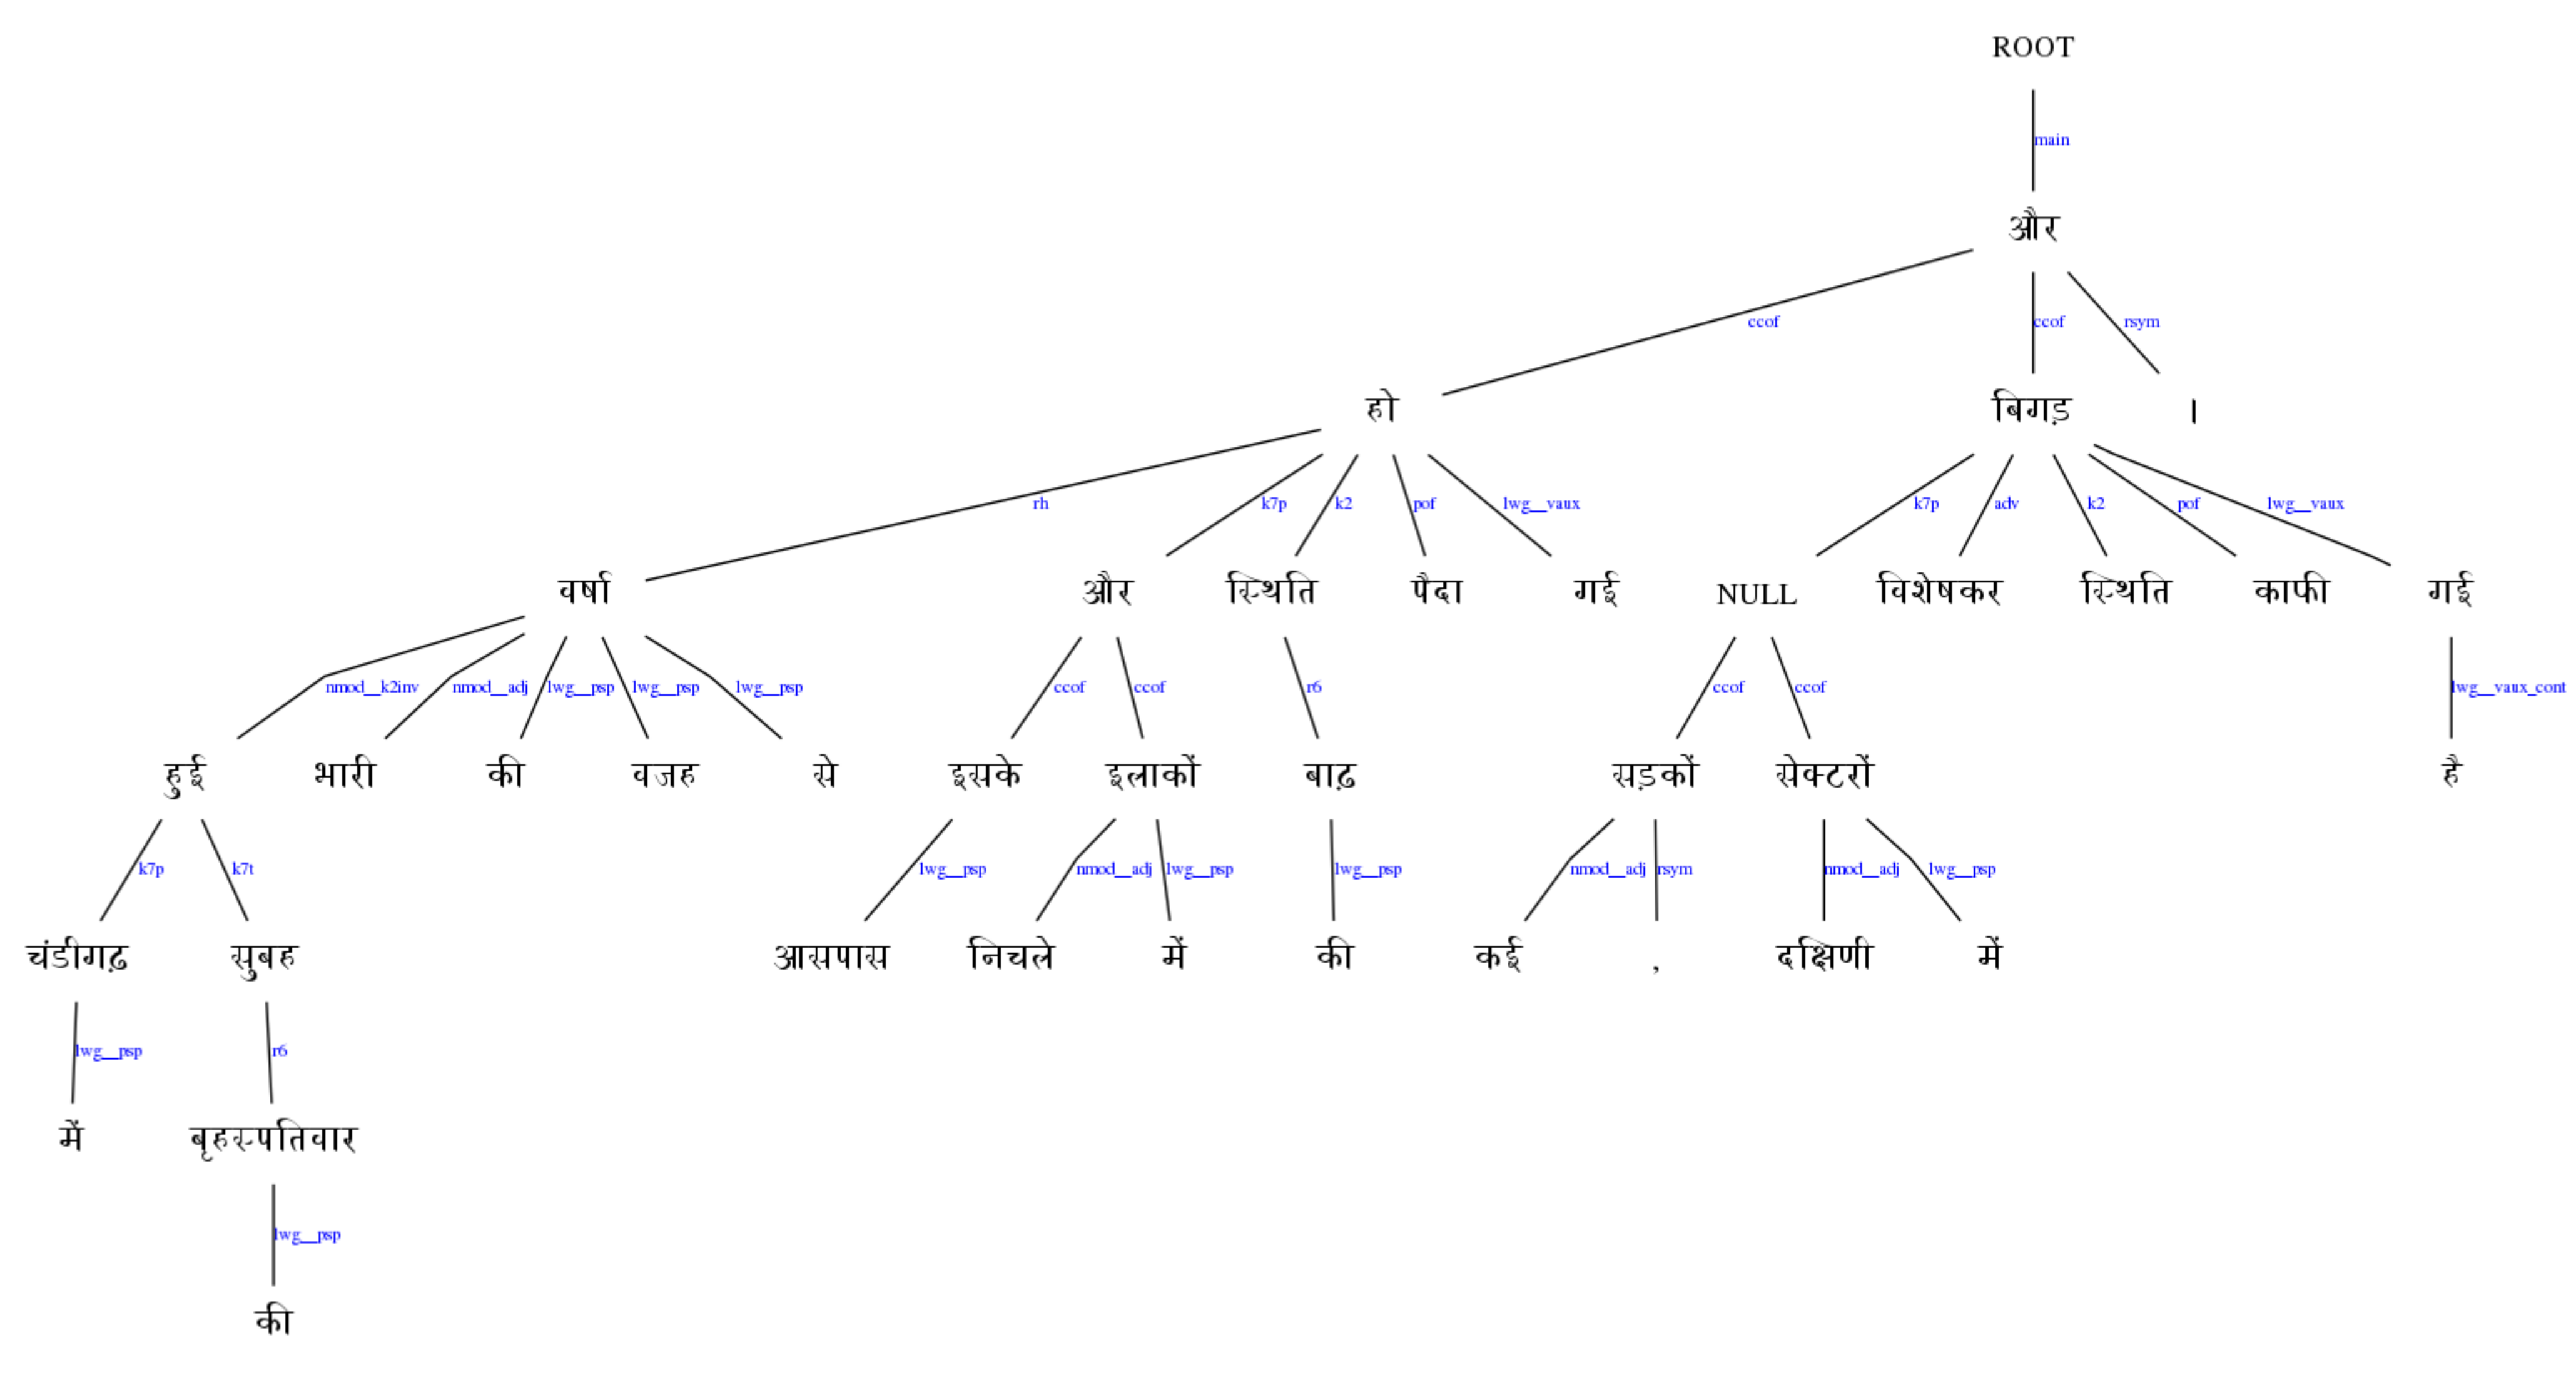 ROOT
main
और
ccof ccof rsym
हो बिगड़ ।
rh k7p k2 pof lwg__vaux k7p adv k2 pof lwg__vaux
वर्षा और स्थिति पैदा गई NULL विशेषकर स्थिति काफी गई
nmod__k2inv nmod__adj lwg__psp lwg__psp lwg__psp ccof ccof r6 ccof ccof lwg__vaux_cont
हुई भारी की वजह से इसके इलाकों बाढ़ सड़कों सेक्टरों है
k7p k7t lwg__psp nmod__adj lwg__psp lwg__psp nmod__adj rsym nmod__adj lwg__psp
चंडीगढ़ सुबह आसपास निचले में की कई , दक्षिणी में
lwg__psp r6
में बृहस्पतिवार
lwg__psp
की